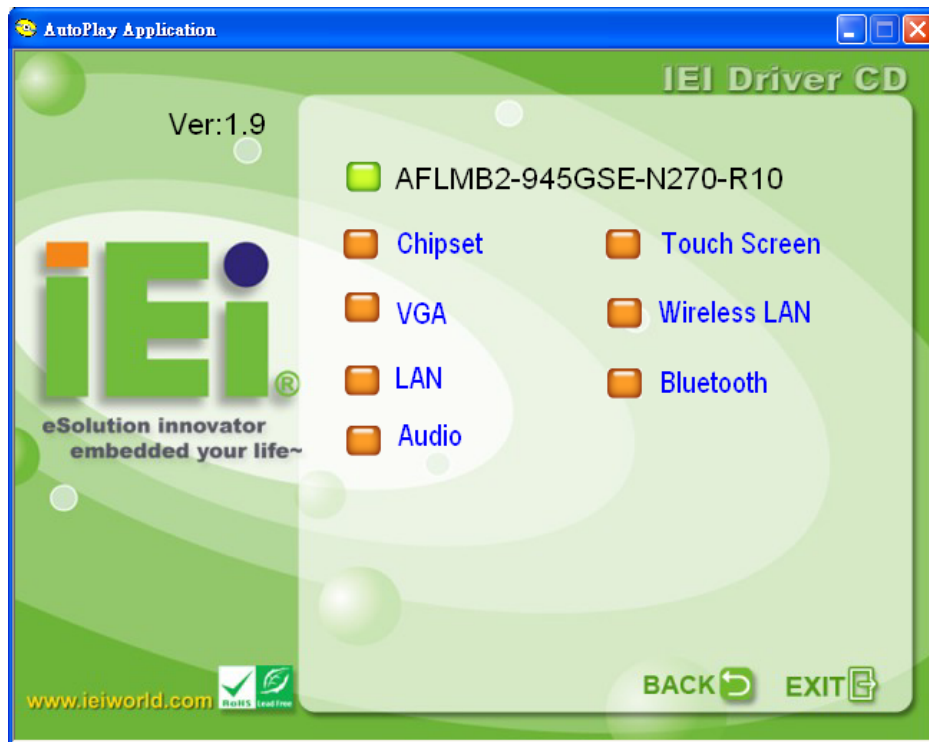 AutoPlay Application
IEI Driver CD
Ver:1.9
AFLMB2-945GSE-N270-R10
Chipset
Touch Screen
VGA
Wireless LAN
LAN
Bluetooth
Audio
iEi®
eSolution innovator
embedded your life~
www.ieiworld.com
RoHS
Lead Free
BACK
EXIT